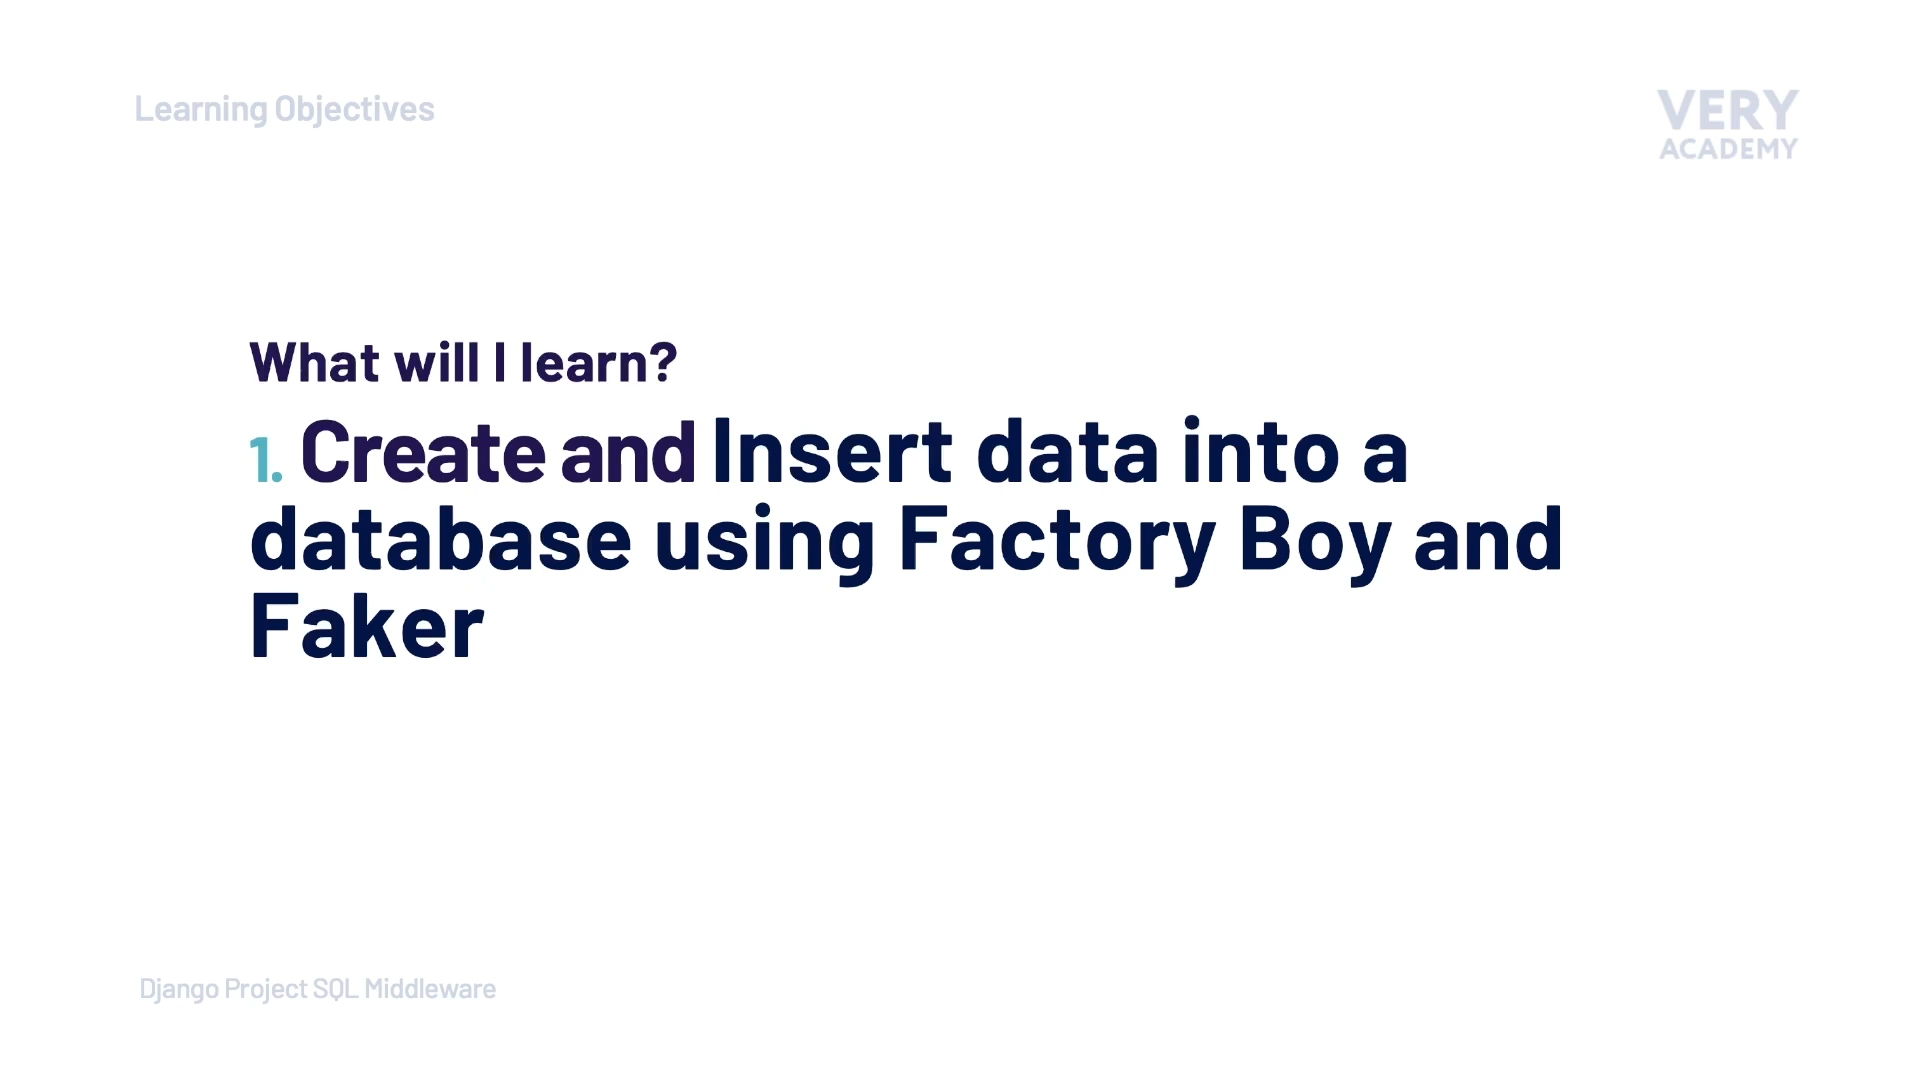 Learning Objectives
VERY
ACADEMY
What will I learn?
1. Create and Insert data into a
database using Factory Boy and
Faker
Django Project SQL Middleware